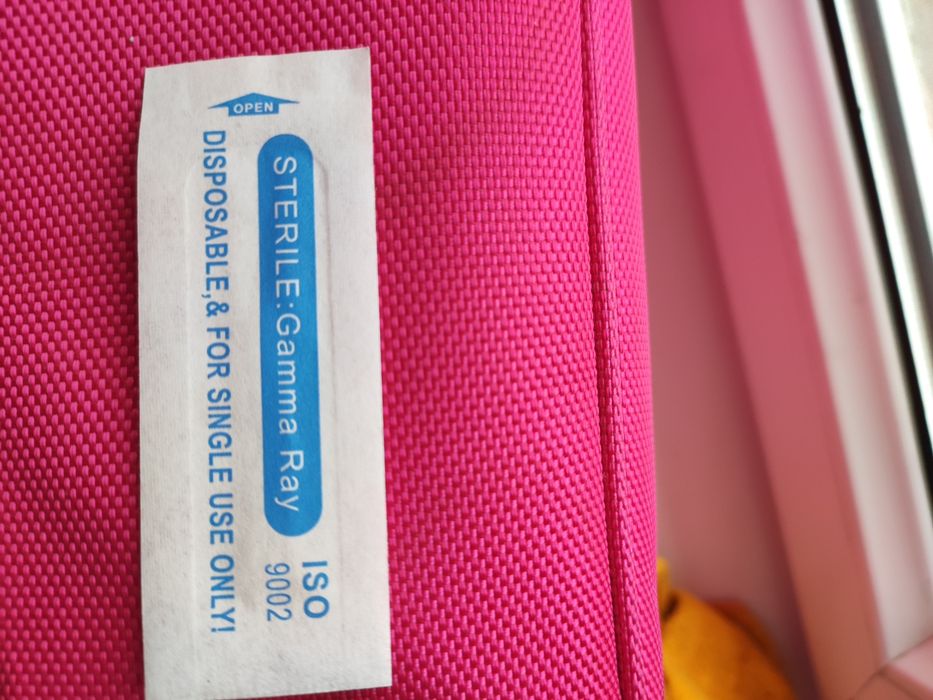 OPEN
STERILE:Gamma Ray
ISO
9002
DISPOSABLE,& FOR SINGLE USE ONLY!